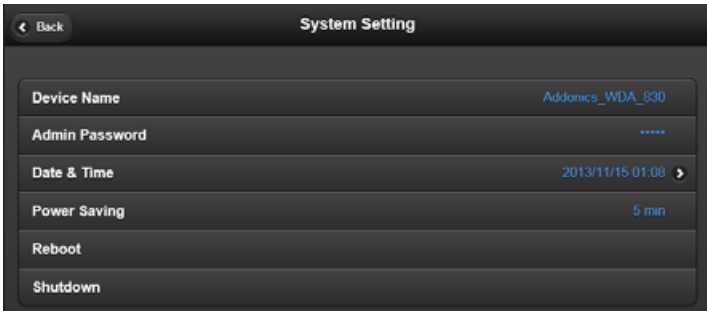 Back
System Setting
Device Name Addonics_WDA_830
Admin Password *****
Date & Time 2013/11/15 01:08
Power Saving 5 min
Reboot
Shutdown